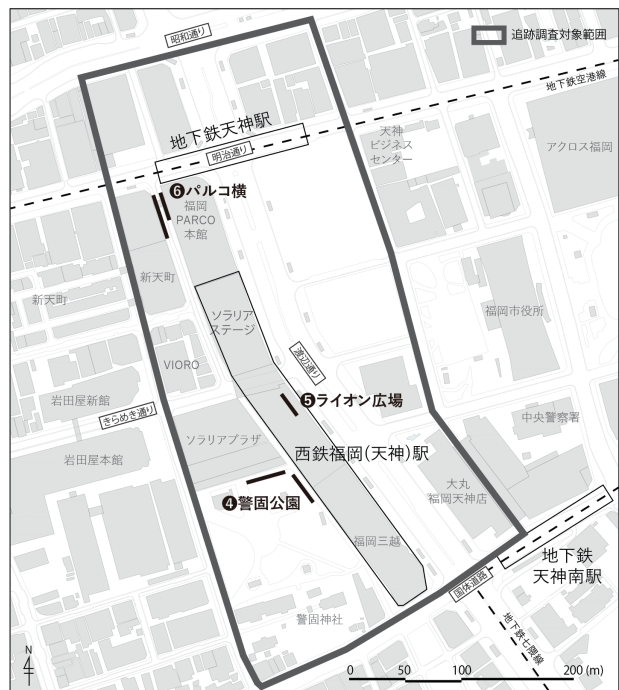 昭和通り
追跡調査対象範囲
地下鉄空港線
地下鉄天神駅
明治通り
天神
ビジネス
センター
アクロス福岡
❻パルコ横
福岡
PARCO
本館
新天町
新天町
ソラリア
ステージ
福岡市役所
渡辺通り
VIORO
岩田屋新館
❺ライオン広場
きらめき通り
中央警察署
ソラリアプラザ
西鉄福岡(天神)駅
岩田屋本館
大丸
福岡天神店
❹警固公園
福岡三越
地下鉄
天神南駅
国体道路
警固神社
地下鉄七隈線
N
0 50 100 200 (m)